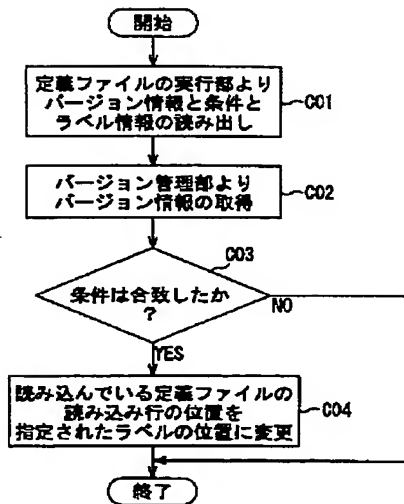 開始
定義ファイルの実行部より
バージョン情報と条件と
ラベル情報の読み出し
C01
バージョン管理部より
バージョン情報の取得
C02
C03
条件は合致したか
?
NO
YES
読み込んでいる定義ファイルの
読み込み行の位置を
指定されたラベルの位置に変更
C04
終了